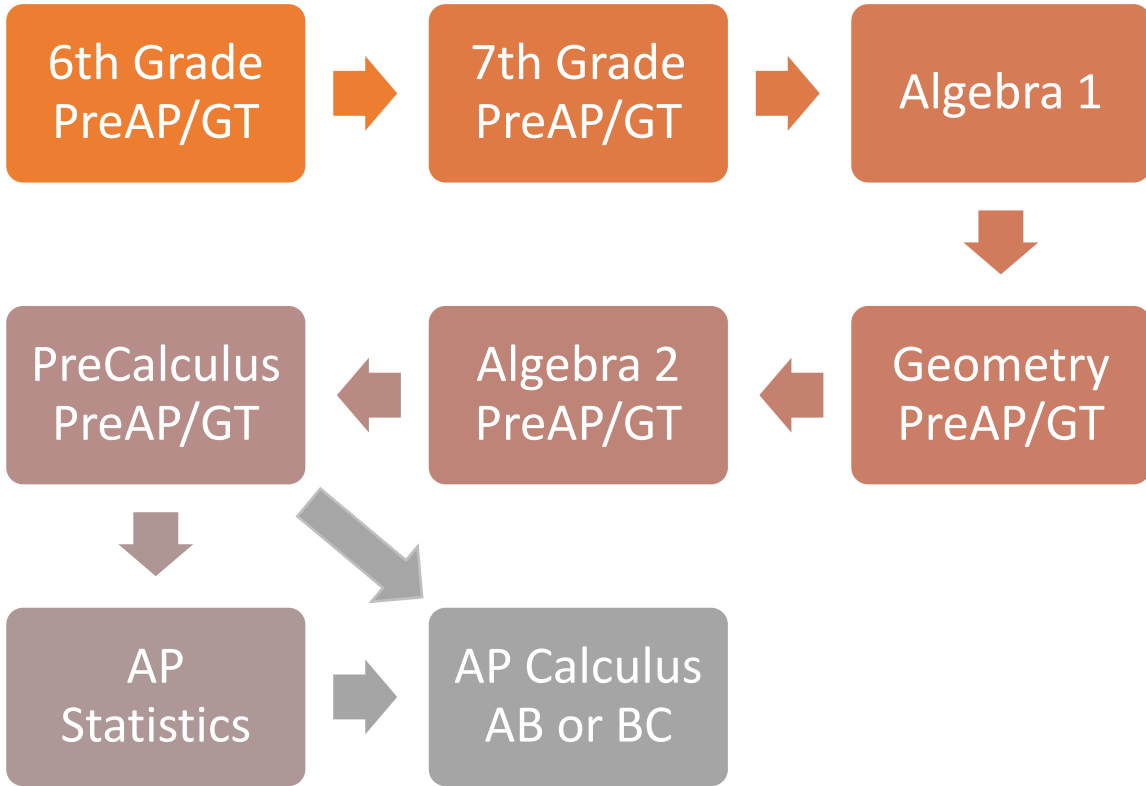 6th Grade
PreAP/GT
7th Grade
PreAP/GT
Algebra 1
Geometry
PreAP/GT
Algebra 2
PreAP/GT
PreCalculus
PreAP/GT
AP
Statistics
AP Calculus
AB or BC